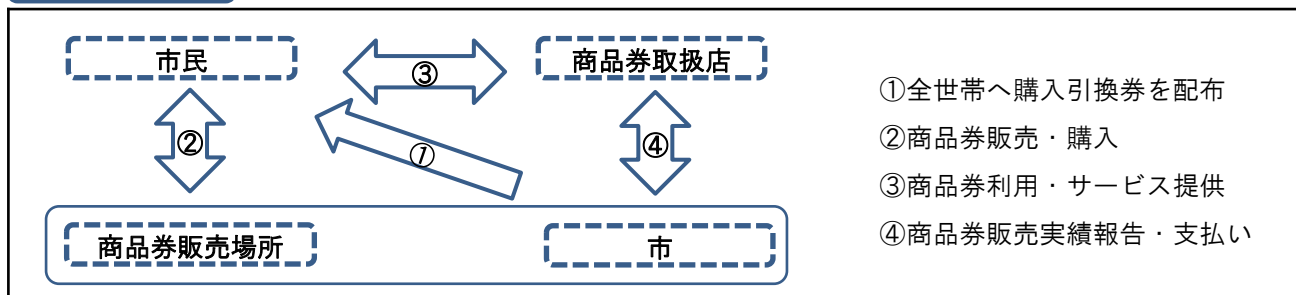 市民
商品券取扱店
③
②
①
④
商品券販売場所
市
①全世帯へ購入引換券を配布
②商品券販売・購入
③商品券利用・サービス提供
④商品券販売実績報告・支払い